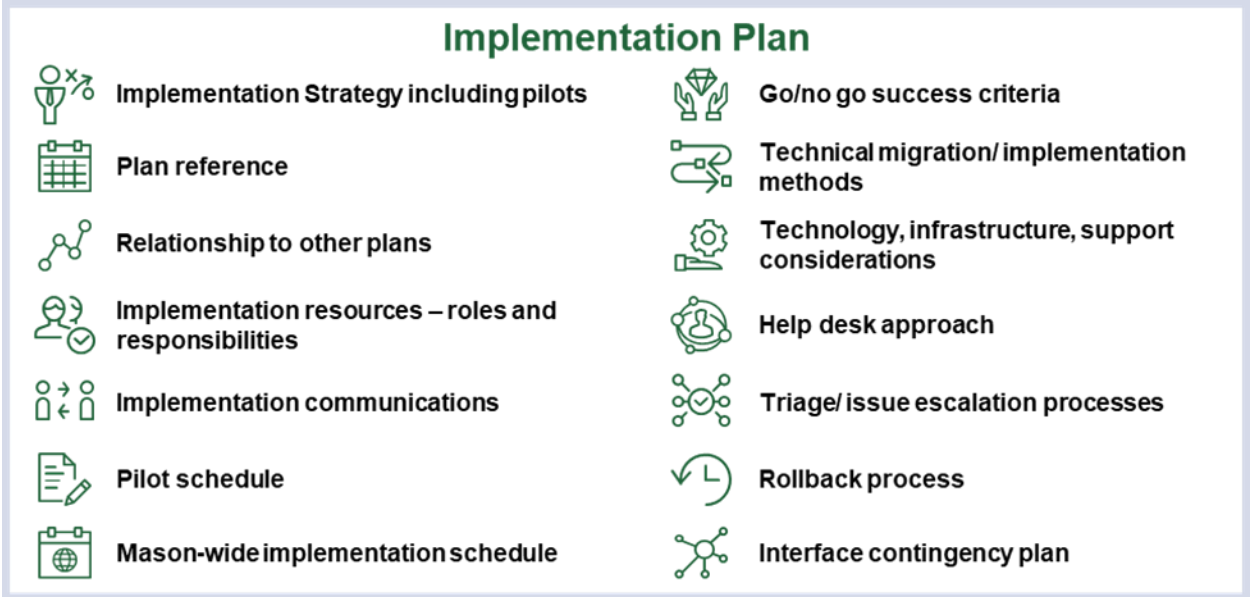 Implementation Plan
Implementation Strategy including pilots
Plan reference
Relationship to other plans
Implementation resources – roles and
responsibilities
Implementation communications
Pilot schedule
Mason-wide implementation schedule
Go/no go success criteria
Technical migration/ implementation
methods
Technology, infrastructure, support
considerations
Help desk approach
Triage/ issue escalation processes
Rollback process
Interface contingency plan